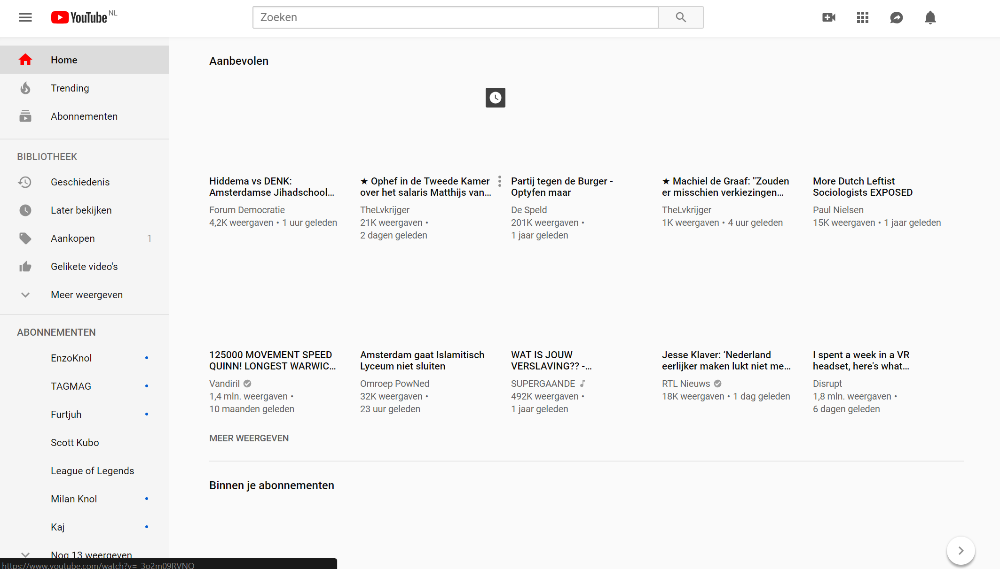 YouTube NL
Zoeken
Home
Trending
Abonnementen
BIBLIOTHEEK
Geschiedenis
Later bekijken
Aankopen 1
Gelikete video's
Meer weergeven
ABONNEMENTEN
EnzoKnol
TAGMAG
Furtjuh
Scott Kubo
League of Legends
Milan Knol
Kaj
Nog 13 weergeven
Aanbevolen
Hiddema vs DENK:
Amsterdamse Jihadschool...
Forum Democratie
4,2K weergaven • 1 uur geleden
★ Ophef in de Tweede Kamer
over het salaris Matthijs van...
TheLvkrijger
21K weergaven •
2 dagen geleden
Partij tegen de Burger -
Optyfen maar
De Speld
201K weergaven •
1 jaar geleden
★ Machiel de Graaf: "Zouden
er misschien verkiezingen...
TheLvkrijger
1K weergaven • 4 uur geleden
More Dutch Leftist
Sociologists EXPOSED
Paul Nielsen
15K weergaven • 1 jaar geleden
125000 MOVEMENT SPEED
QUINN! LONGEST WARWIC...
Vandiril
1,4 mln. weergaven •
10 maanden geleden
Amsterdam gaat Islamitisch
Lyceum niet sluiten
Omroep PowNed
32K weergaven •
23 uur geleden
WAT IS JOUW
VERSLAVING?? -...
SUPERGAANDE
492K weergaven •
1 jaar geleden
Jesse Klaver: ‘Nederland
eerlijker maken lukt niet me...
RTL Nieuws
18K weergaven • 1 dag geleden
I spent a week in a VR
headset, here's what...
Disrupt
1,8 mln. weergaven •
6 dagen geleden
MEER WEERGEVEN
Binnen je abonnementen
https://www.youtube.com/watch?v=_3o2m09RVNQ